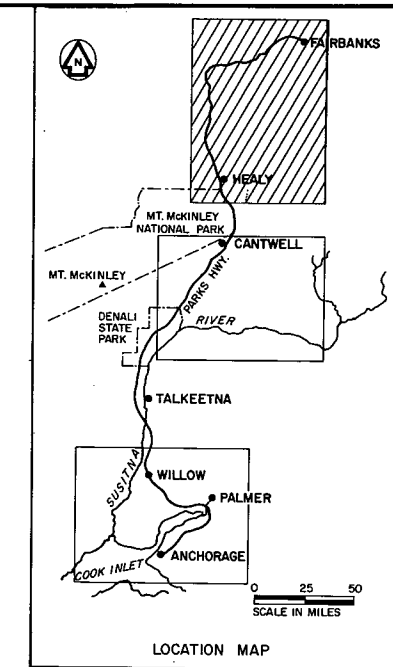 N
FAIRBANKS
HEALY
MT. McKINLEY
NATIONAL PARK
CANTWELL
MT. McKINLEY
PARKS HWY.
DENALI
STATE
PARK
RIVER
TALKEETNA
SUSITNA
WILLOW
PALMER
ANCHORAGE
COOK INLET
0 25 50
SCALE IN MILES
LOCATION MAP